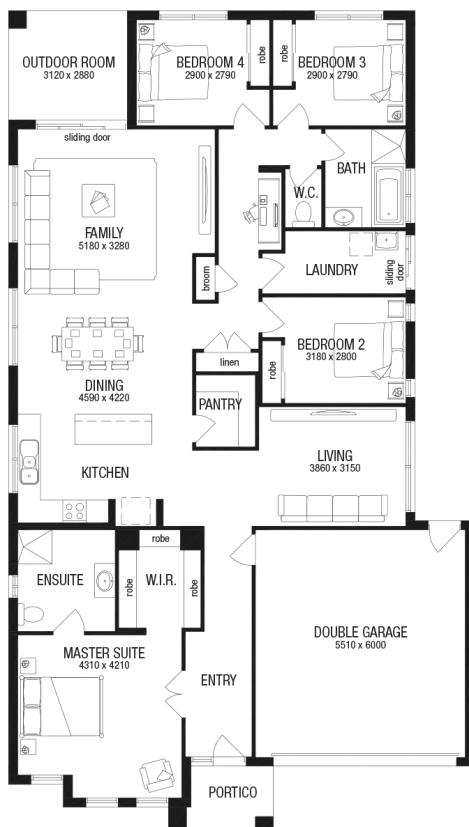 OUTDOOR ROOM
3120 x 2880
BEDROOM 4
2900 x 2790
robe
robe
BEDROOM 3
2900 x 2790
sliding door
FAMILY
5180 x 3280
W.C.
BATH
broom
LAUNDRY
sliding
door
linen
BEDROOM 2
3180 x 2800
robe
DINING
4590 x 4220
PANTRY
KITCHEN
LIVING
3860 x 3150
robe
ENSUITE
robe
W.I.R.
robe
MASTER SUITE
4310 x 4210
ENTRY
DOUBLE GARAGE
5510 x 6000
PORTICO